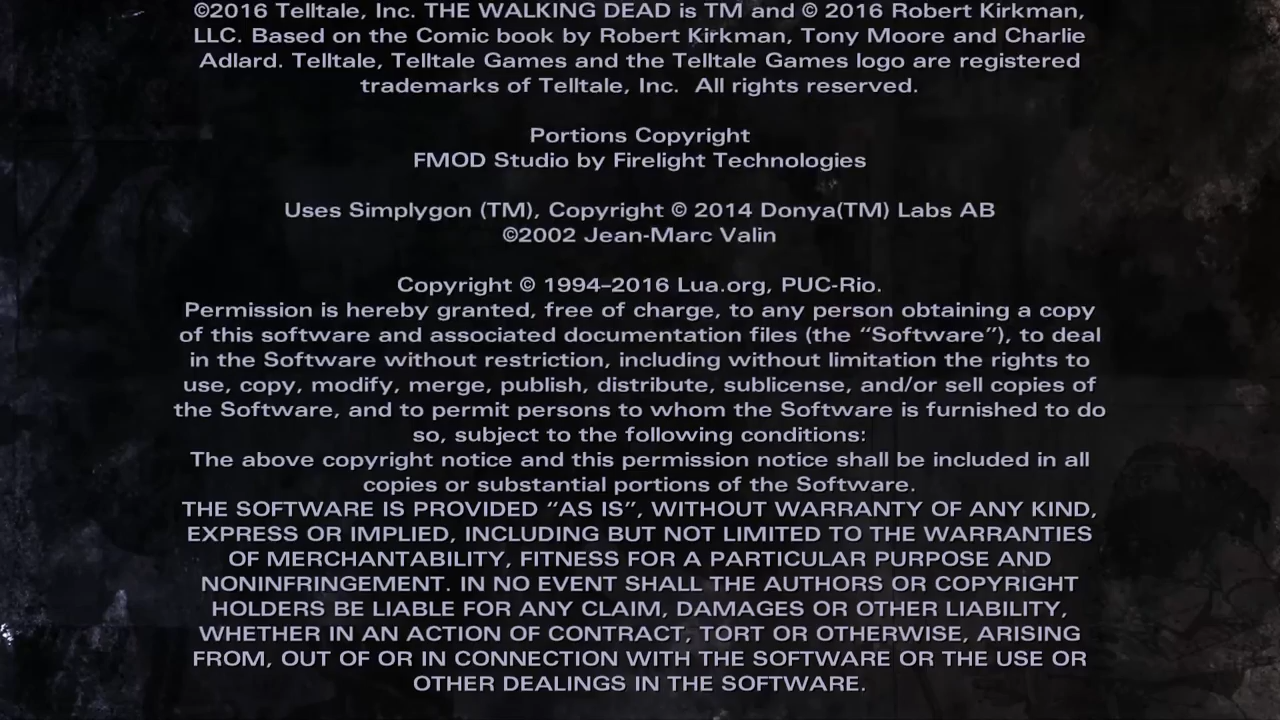 ©2016 Telltale, Inc. THE WALKING DEAD is TM and © 2016 Robert Kirkman,
LLC. Based on the Comic book by Robert Kirkman, Tony Moore and Charlie
Adlard. Telltale, Telltale Games and the Telltale Games logo are registered
trademarks of Telltale, Inc.  All rights reserved.
Portions Copyright
FMOD Studio by Firelight Technologies
Uses Simplygon (TM), Copyright © 2014 Donya(TM) Labs AB
©2002 Jean-Marc Valin
Copyright © 1994–2016 Lua.org, PUC-Rio.
Permission is hereby granted, free of charge, to any person obtaining a copy
of this software and associated documentation files (the “Software”), to deal
in the Software without restriction, including without limitation the rights to
use, copy, modify, merge, publish, distribute, sublicense, and/or sell copies of
the Software, and to permit persons to whom the Software is furnished to do
so, subject to the following conditions:
The above copyright notice and this permission notice shall be included in all
copies or substantial portions of the Software.
THE SOFTWARE IS PROVIDED “AS IS”, WITHOUT WARRANTY OF ANY KIND,
EXPRESS OR IMPLIED, INCLUDING BUT NOT LIMITED TO THE WARRANTIES
OF MERCHANTABILITY, FITNESS FOR A PARTICULAR PURPOSE AND
NONINFRINGEMENT. IN NO EVENT SHALL THE AUTHORS OR COPYRIGHT
HOLDERS BE LIABLE FOR ANY CLAIM, DAMAGES OR OTHER LIABILITY,
WHETHER IN AN ACTION OF CONTRACT, TORT OR OTHERWISE, ARISING
FROM, OUT OF OR IN CONNECTION WITH THE SOFTWARE OR THE USE OR
OTHER DEALINGS IN THE SOFTWARE.